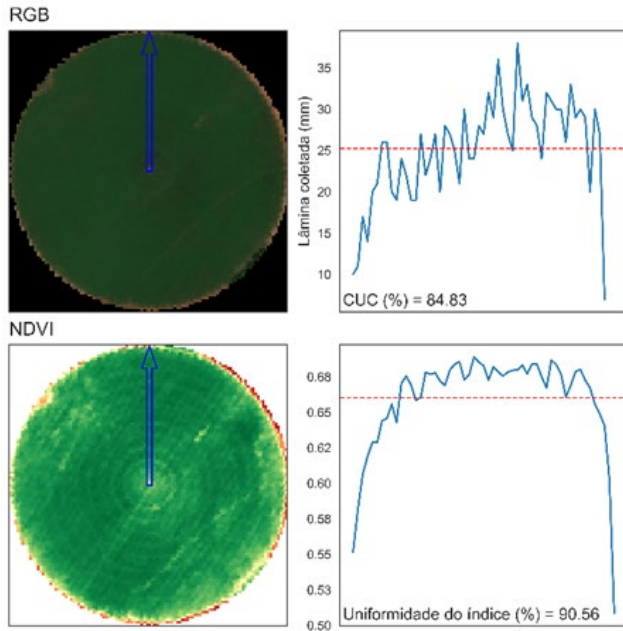 RGB
Lâmina coletada (mm)
35
30
25
20
15
10
CUC (%) = 84.83
NDVI
0.68
0.65
0.63
0.60
0.58
0.55
0.53
0.50
Uniformidade do índice (%) = 90.56